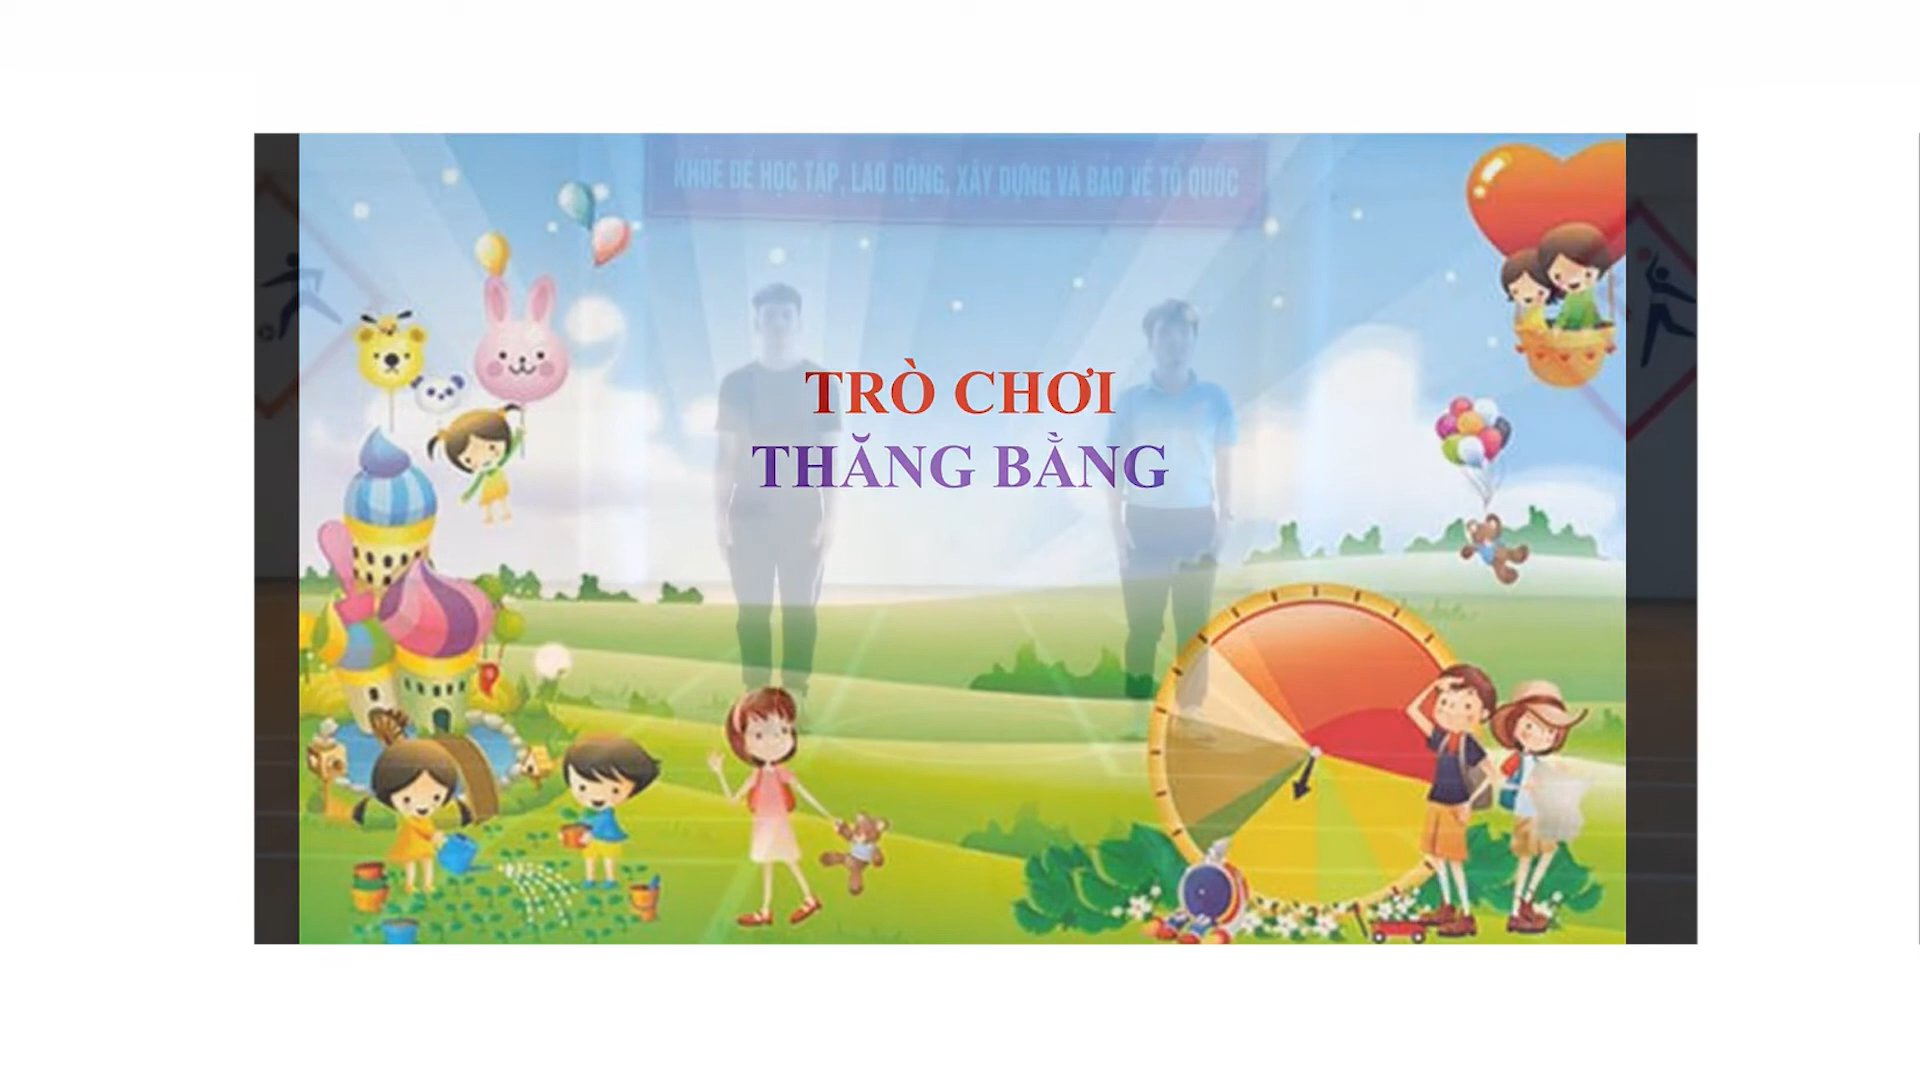 KHỎE ĐỂ HỌC TẬP, LAO ĐỘNG, XÂY DỰNG VÀ BẢO VỆ TỔ QUỐC
TRÒ CHƠI
THĂNG BẰNG